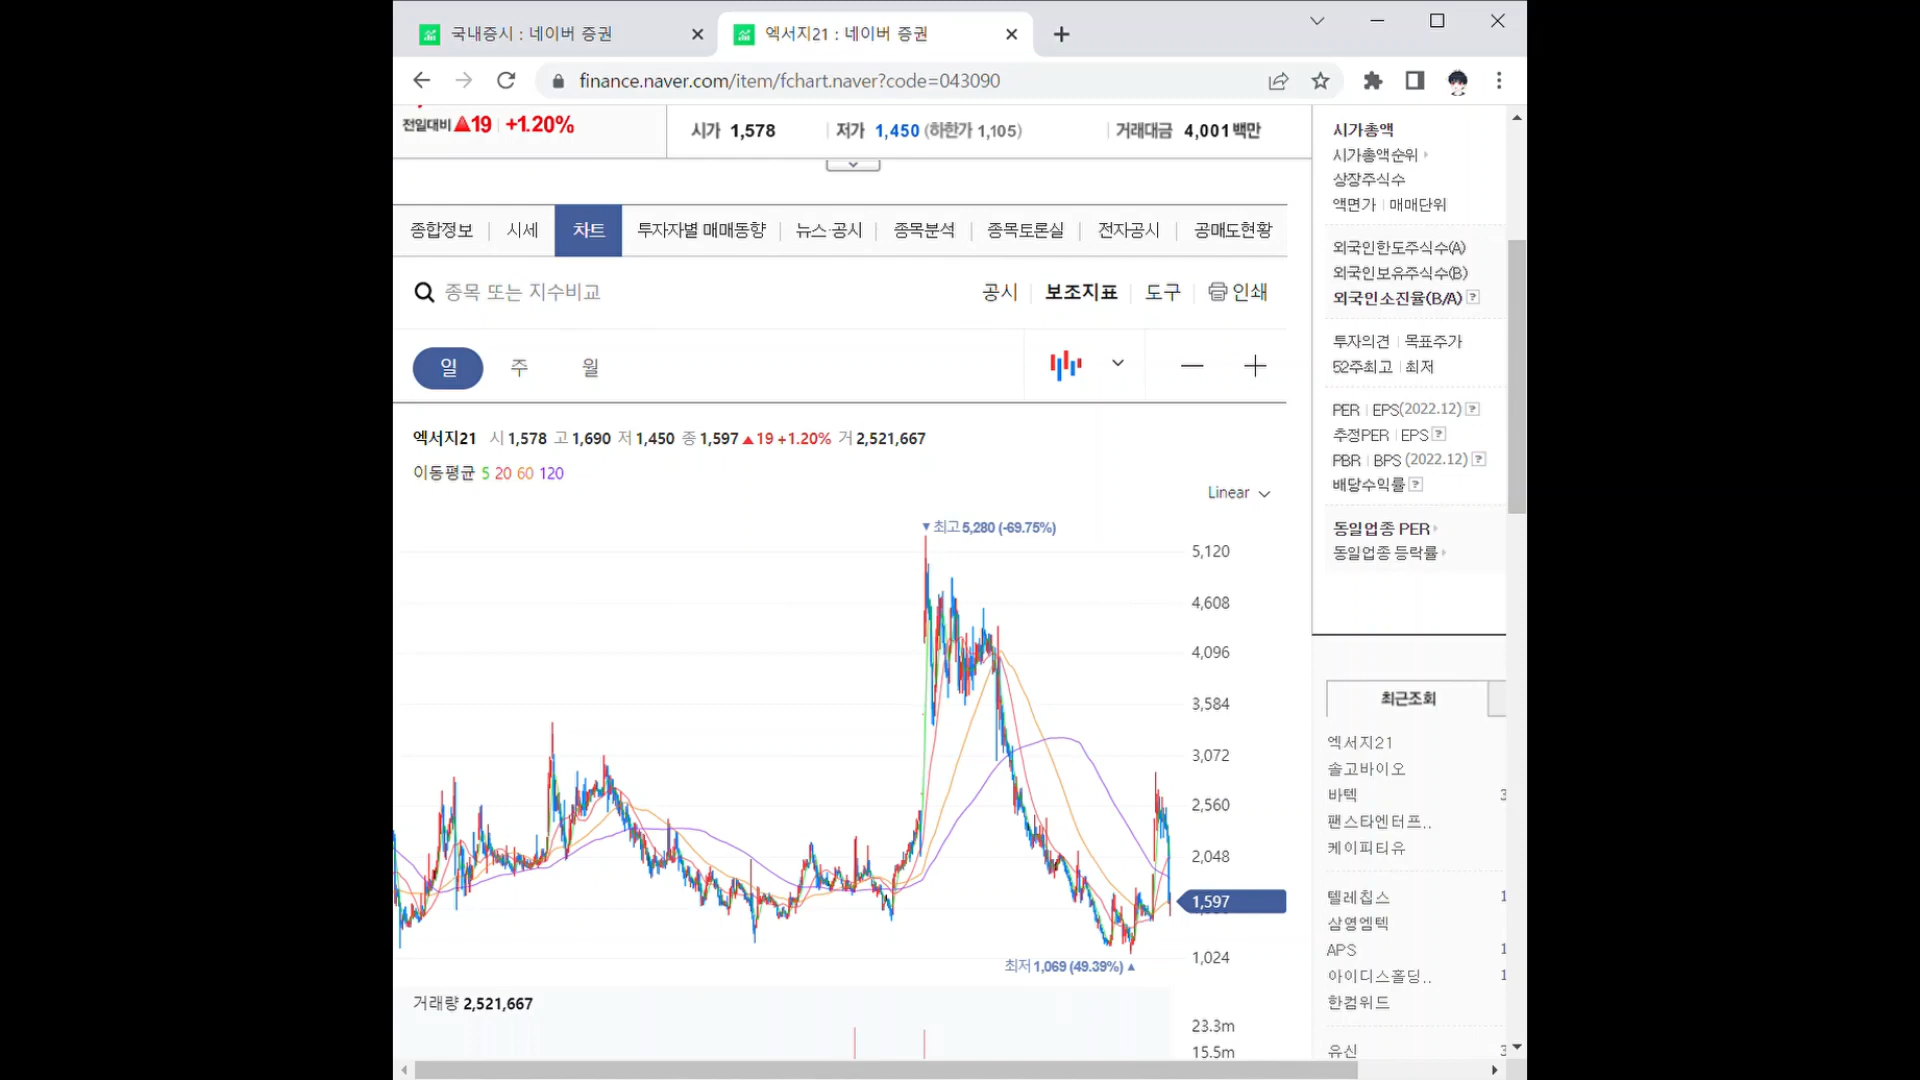 국내증시 : 네이버 증권
엑서지21 : 네이버 증권
finance.naver.com/item/fchart.naver?code=043090
전일대비 ▲19 +1.20%
시가 1,578
저가 1,450 (하한가 1,105)
거래대금 4,001 백만
종합정보
시세
차트
투자자별 매매동향
뉴스·공시
종목분석
종목토론실
전자공시
공매도현황
종목 또는 지수비교
공시
보조지표
도구
인쇄
일
주
월
엑서지21 시 1,578 고 1,690 저 1,450 종 1,597 ▲19 +1.20% 거 2,521,667
이동평균 5 20 60 120
Linear
▼최고 5,280 (-69.75%)
5,120
4,608
4,096
3,584
3,072
2,560
2,048
1,597
1,024
최저 1,069 (49.39%) ▲
거래량 2,521,667
23.3m
15.5m
시가총액
시가총액순위
상장주식수
액면가 | 매매단위
외국인한도주식수(A)
외국인보유주식수(B)
외국인소진율(B/A) ?
투자의견 | 목표주가
52주최고 | 최저
PER | EPS(2022.12) ?
추정PER | EPS ?
PBR | BPS (2022.12) ?
배당수익률 ?
동일업종 PER
동일업종 등락률
최근조회
엑서지21
솔고바이오
바텍 3
팬스타엔터프..
케이피티유
텔레칩스 1
삼영엠텍
APS 1
아이디스홀딩.. 1
한컴위드
유신 3